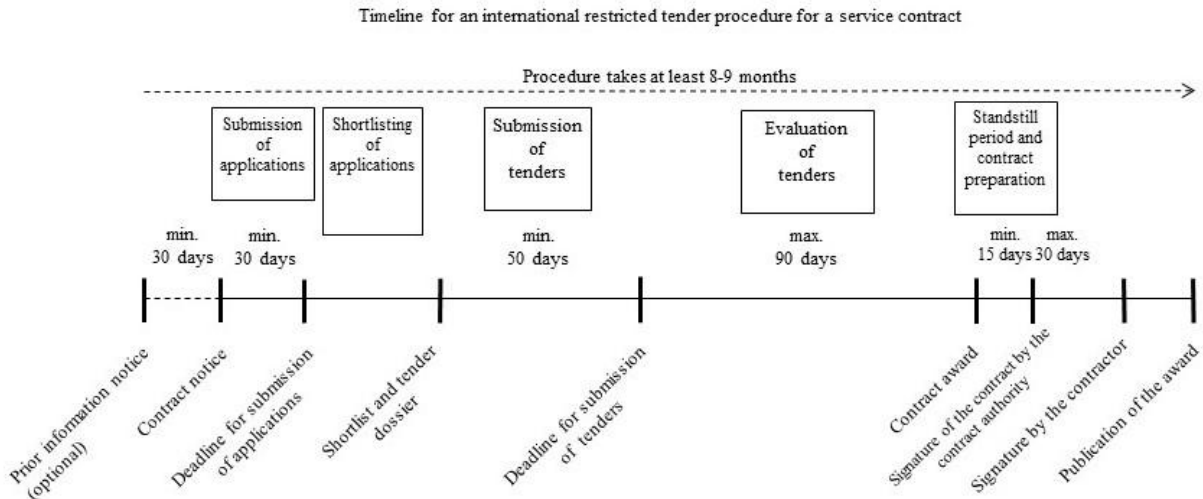 Timeline for an international restricted tender procedure for a service contract
Procedure takes at least 8-9 months
Submission
of
applications
Shortlisting
of
applications
Submission
of
tenders
Evaluation
of
tenders
Standstill
period and
contract
preparation
min.
30 days
min.
30 days
min.
50 days
max.
90 days
min.
15 days
max.
30 days
Prior information notice
(optional)
Contract notice
Deadline for submission
of applications
Shortlist and tender
dossier
Deadline for submission
of tenders
Contract award
Signature of the contract by the
contract authority
Signature by the contractor
Publication of the award